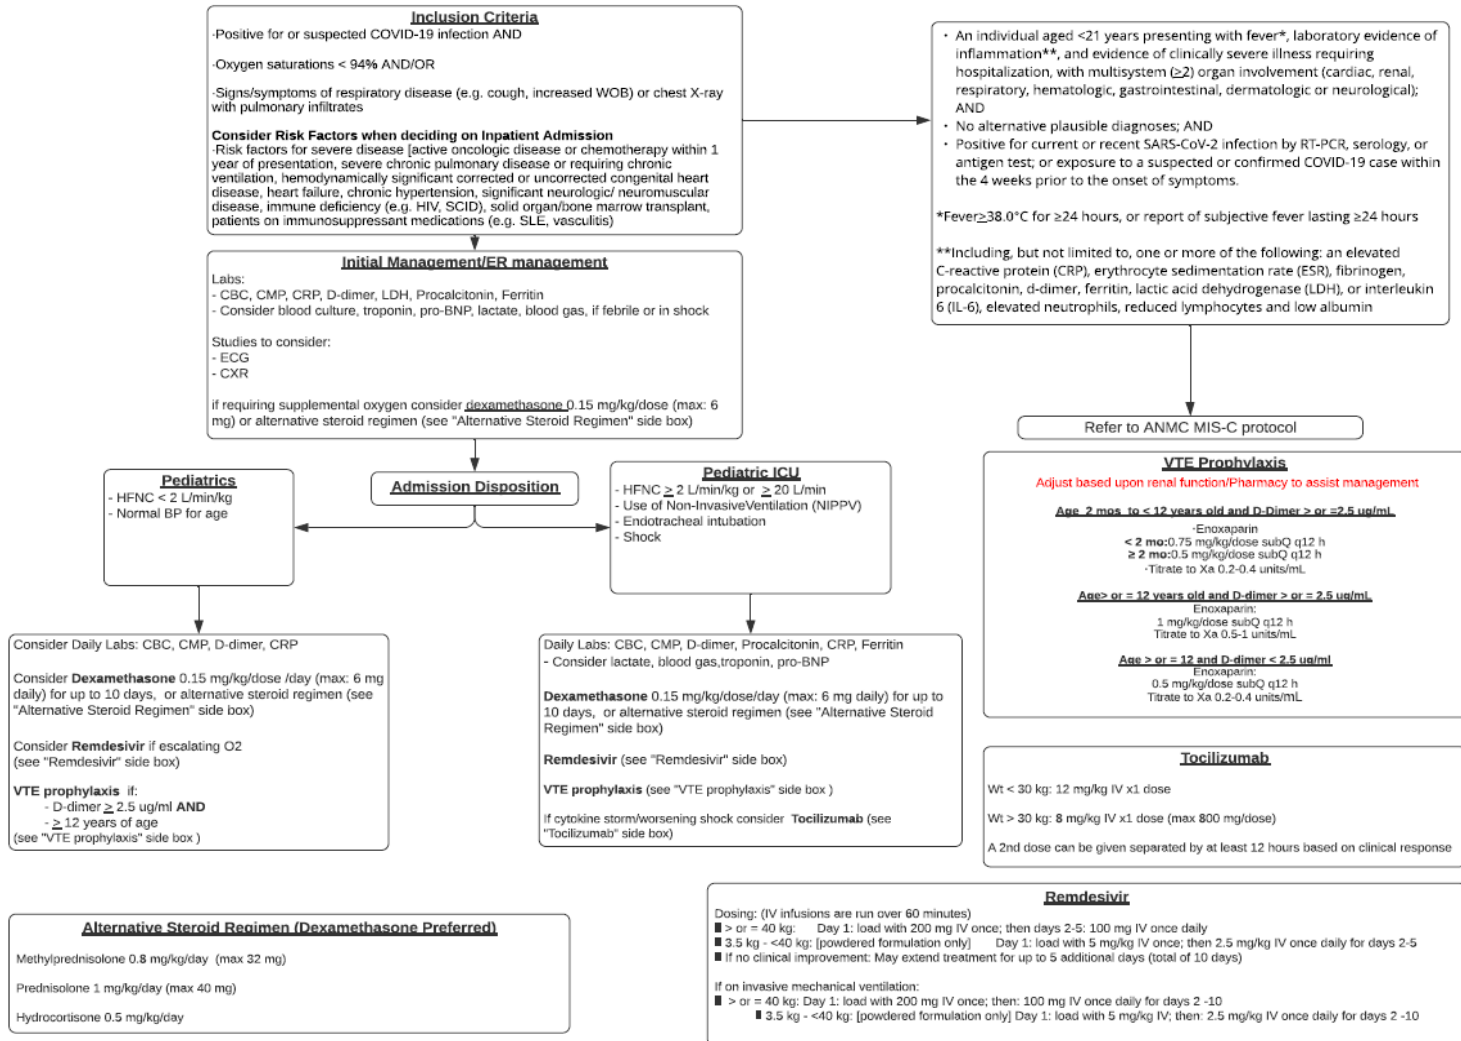 Inclusion Criteria
-Positive for or suspected COVID-19 infection AND
-Oxygen saturations < 94% AND/OR
-Signs/symptoms of respiratory disease (e.g. cough, increased WOB) or chest X-ray
with pulmonary infiltrates
Consider Risk Factors when deciding on Inpatient Admission
-Risk factors for severe disease [active oncologic disease or chemotherapy within 1
year of presentation, severe chronic pulmonary disease or requiring chronic
ventilation, hemodynamically significant corrected or uncorrected congenital heart
disease, heart failure, chronic hypertension, significant neurologic/ neuromuscular
disease, immune deficiency (e.g. HIV, SCID), solid organ/bone marrow transplant,
patients on immunosuppressant medications (e.g. SLE, vasculitis)
• An individual aged <21 years presenting with fever*, laboratory evidence of
inflammation**, and evidence of clinically severe illness requiring
hospitalization, with multisystem (≥2) organ involvement (cardiac, renal,
respiratory, hematologic, gastrointestinal, dermatologic or neurological);
AND
• No alternative plausible diagnoses; AND
• Positive for current or recent SARS-CoV-2 infection by RT-PCR, serology, or
antigen test; or exposure to a suspected or confirmed COVID-19 case within
the 4 weeks prior to the onset of symptoms.
*Fever≥38.0°C for ≥24 hours, or report of subjective fever lasting ≥24 hours
**Including, but not limited to, one or more of the following: an elevated
C-reactive protein (CRP), erythrocyte sedimentation rate (ESR), fibrinogen,
procalcitonin, d-dimer, ferritin, lactic acid dehydrogenase (LDH), or interleukin
6 (IL-6), elevated neutrophils, reduced lymphocytes and low albumin
Initial Management/ER management
Labs:
- CBC, CMP, CRP, D-dimer, LDH, Procalcitonin, Ferritin
- Consider blood culture, troponin, pro-BNP, lactate, blood gas, if febrile or in shock
Studies to consider:
- ECG
- CXR
if requiring supplemental oxygen consider dexamethasone 0.15 mg/kg/dose (max: 6
mg) or alternative steroid regimen (see "Alternative Steroid Regimen" side box)
Refer to ANMC MIS-C protocol
Pediatrics
- HFNC < 2 L/min/kg
- Normal BP for age
Admission Disposition
Pediatric ICU
- HFNC ≥ 2 L/min/kg or ≥ 20 L/min
- Use of Non-InvasiveVentilation (NIPPV)
- Endotracheal intubation
- Shock
VTE Prophylaxis
Adjust based upon renal function/Pharmacy to assist management
Age 2 mos to < 12 years old and D-Dimer > or =2.5 ug/mL
-Enoxaparin
< 2 mo:0.75 mg/kg/dose subQ q12 h
≥ 2 mo:0.5 mg/kg/dose subQ q12 h
-Titrate to Xa 0.2-0.4 units/mL
Age> or = 12 years old and D-dimer > or = 2.5 ug/mL
Enoxaparin:
1 mg/kg/dose subQ q12 h
Titrate to Xa 0.5-1 units/mL
Age > or = 12 and D-dimer < 2.5 ug/ml
Enoxaparin:
0.5 mg/kg/dose subQ q12 h
Titrate to Xa 0.2-0.4 units/mL
Consider Daily Labs: CBC, CMP, D-dimer, CRP
Consider Dexamethasone 0.15 mg/kg/dose /day (max: 6 mg
daily) for up to 10 days, or alternative steroid regimen (see
"Alternative Steroid Regimen" side box)
Consider Remdesivir if escalating O2
(see "Remdesivir" side box)
VTE prophylaxis if:
- D-dimer ≥ 2.5 ug/ml AND
- ≥ 12 years of age
(see "VTE prophylaxis" side box )
Daily Labs: CBC, CMP, D-dimer, Procalcitonin, CRP, Ferritin
- Consider lactate, blood gas,troponin, pro-BNP
Dexamethasone 0.15 mg/kg/dose/day (max: 6 mg daily) for up to
10 days, or alternative steroid regimen (see "Alternative Steroid
Regimen" side box)
Remdesivir (see "Remdesivir" side box)
VTE prophylaxis (see "VTE prophylaxis" side box )
If cytokine storm/worsening shock consider Tocilizumab (see
"Tocilizumab" side box)
Tocilizumab
Wt < 30 kg: 12 mg/kg IV x1 dose
Wt > 30 kg: 8 mg/kg IV x1 dose (max 800 mg/dose)
A 2nd dose can be given separated by at least 12 hours based on clinical response
Alternative Steroid Regimen (Dexamethasone Preferred)
Methylprednisolone 0.8 mg/kg/day (max 32 mg)
Prednisolone 1 mg/kg/day (max 40 mg)
Hydrocortisone 0.5 mg/kg/day
Remdesivir
Dosing: (IV infusions are run over 60 minutes)
> or = 40 kg: Day 1: load with 200 mg IV once; then days 2-5: 100 mg IV once daily
3.5 kg - <40 kg: [powdered formulation only] Day 1: load with 5 mg/kg IV once; then 2.5 mg/kg IV once daily for days 2-5
If no clinical improvement: May extend treatment for up to 5 additional days (total of 10 days)
If on invasive mechanical ventilation:
> or = 40 kg: Day 1: load with 200 mg IV once; then: 100 mg IV once daily for days 2 -10
3.5 kg - <40 kg: [powdered formulation only] Day 1: load with 5 mg/kg IV; then: 2.5 mg/kg IV once daily for days 2 -10